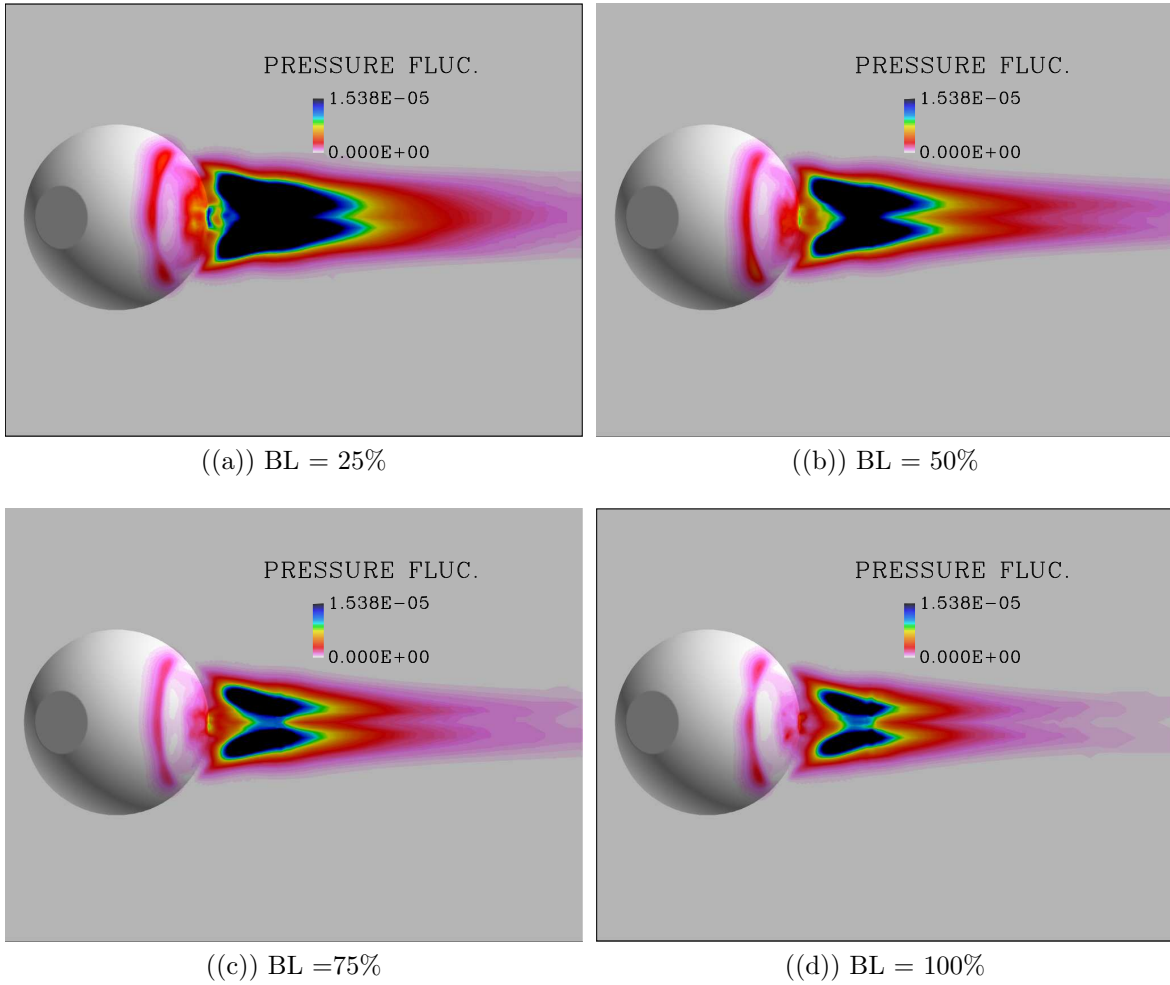 PRESSURE FLUC.
1.538E-05
0.000E+00
((a)) BL = 25%
PRESSURE FLUC.
1.538E-05
0.000E+00
((b)) BL = 50%
PRESSURE FLUC.
1.538E-05
0.000E+00
((c)) BL =75%
PRESSURE FLUC.
1.538E-05
0.000E+00
((d)) BL = 100%